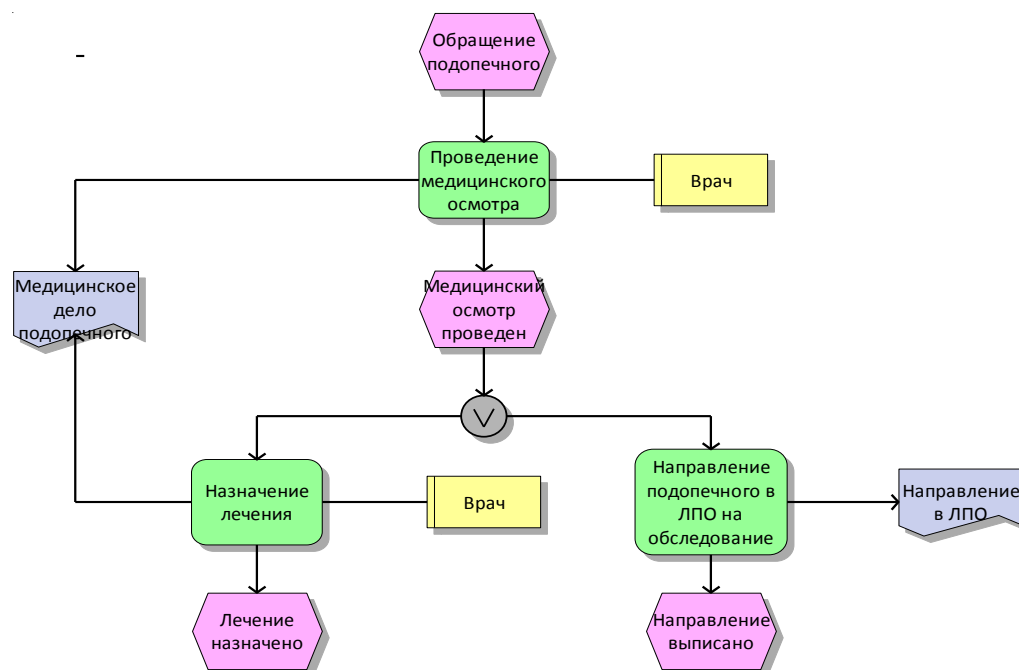 Обращение
подопечного
Проведение
медицинского
осмотра
Врач
Медицинское
дело
подопечного
Медицинский
осмотр
проведен
Назначение
лечения
Врач
Направление
подопечного в
ЛПО на
обследование
Направление
в ЛПО
Лечение
назначено
Направление
выписано